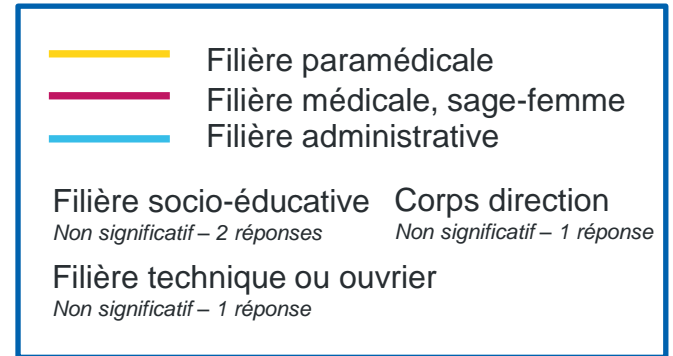 Filière paramédicale
Filière médicale, sage-femme
Filière administrative
Filière socio-éducative Corps direction
Non significatif – 2 réponses Non significatif – 1 réponse
Filière technique ou ouvrier
Non significatif – 1 réponse